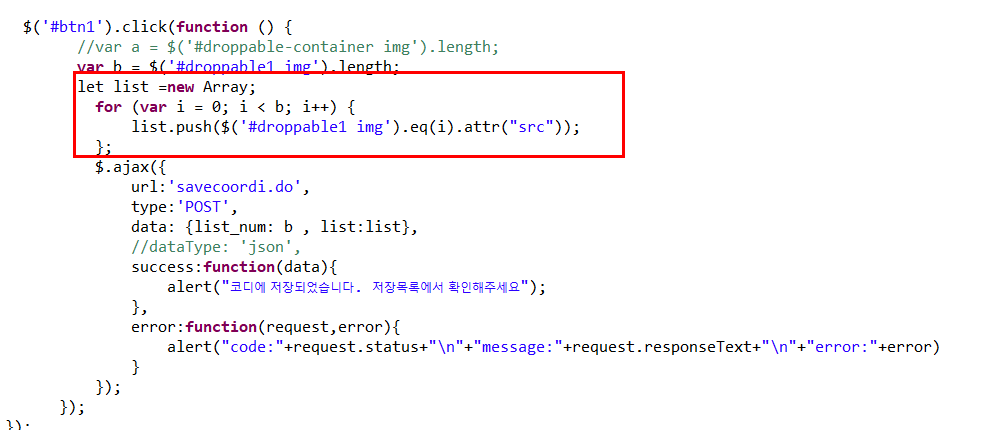 $('#btn1').click(function () {
//var a = $('#droppable-container img').length;
var b = $('#droppable1 img').length;
let list =new Array;
for (var i = 0; i < b; i++) {
list.push($('#droppable1 img').eq(i).attr("src"));
};
$.ajax({
url:'savecoordi.do',
type:'POST',
data: {list_num: b , list:list},
//dataType: 'json',
success:function(data){
alert("코디에 저장되었습니다. 저장목록에서 확인해주세요");
},
error:function(request,error){
alert("code:"+request.status+"\n"+"message:"+request.responseText+"\n"+"error:"+error)
}
});
});
});